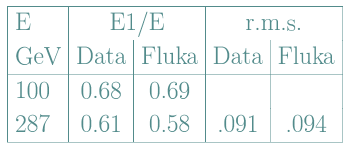 E E1/E r.m.s.
GeV Data Fluka Data Fluka
100 0.68 0.69
287 0.61 0.58 .091 .094